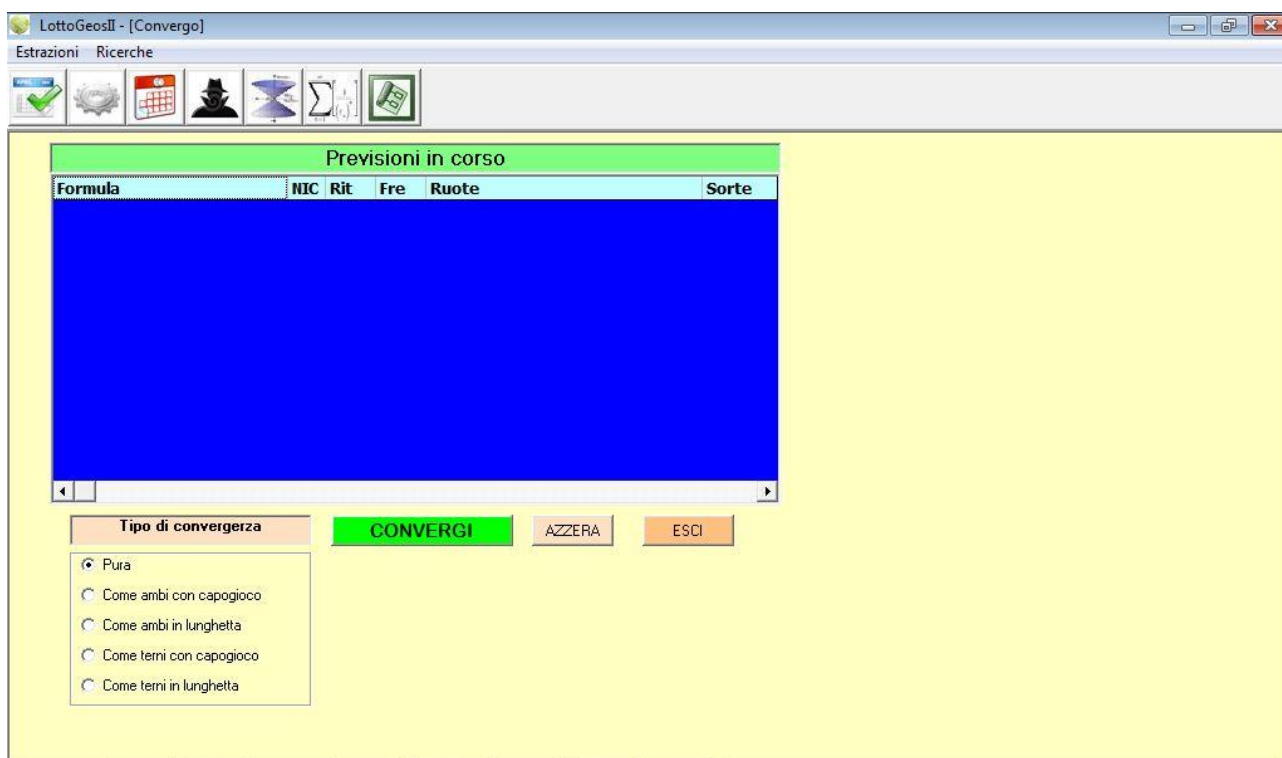 LottoGeosII - [Convergo]
Estrazioni Ricerche
Previsioni in corso
Formula NIC Rit Fre Ruote Sorte
Tipo di convergerza CONVERGI AZZERA ESCI
Pura
Come ambi con capogioco
Come ambi in lunghetta
Come terni con capogioco
Come terni in lunghetta